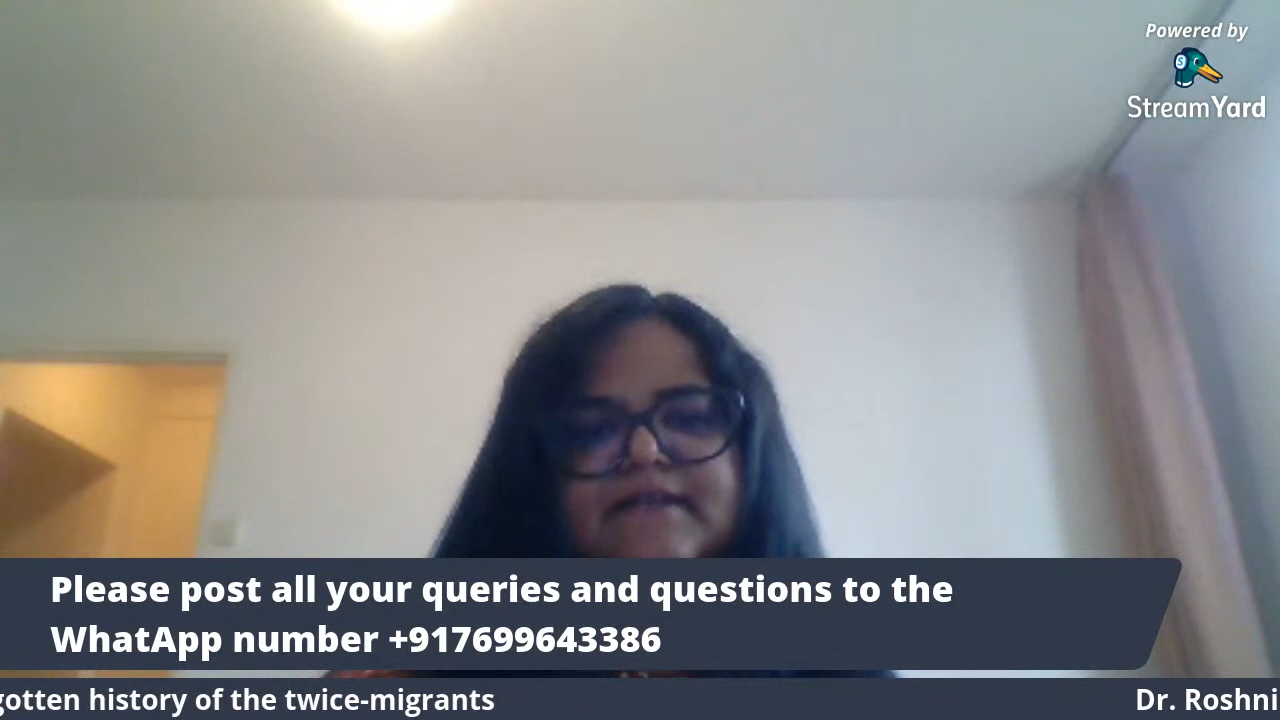 Powered by
StreamYard
Please post all your queries and questions to the
WhatApp number +917699643386
gotten history of the twice-migrants Dr. Roshni